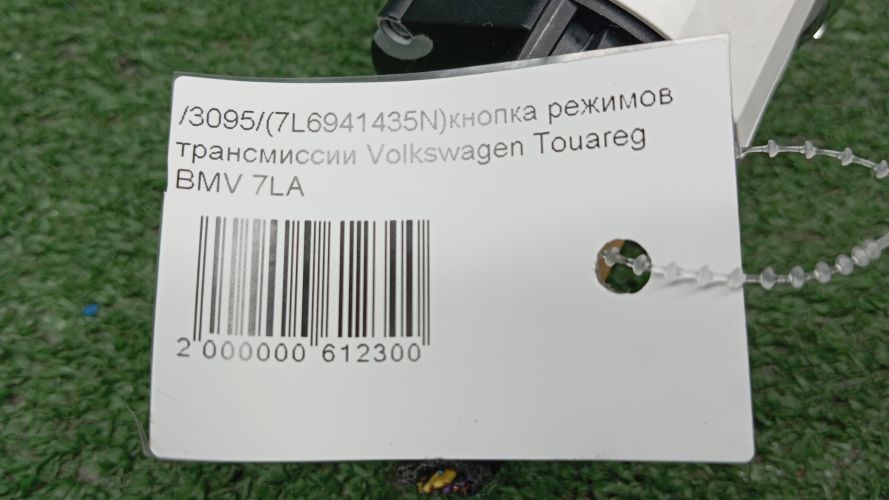 /3095/(7L6941435N)кнопка режимов
трансмиссии Volkswagen Touareg
BMV 7LA
2 000000 612300